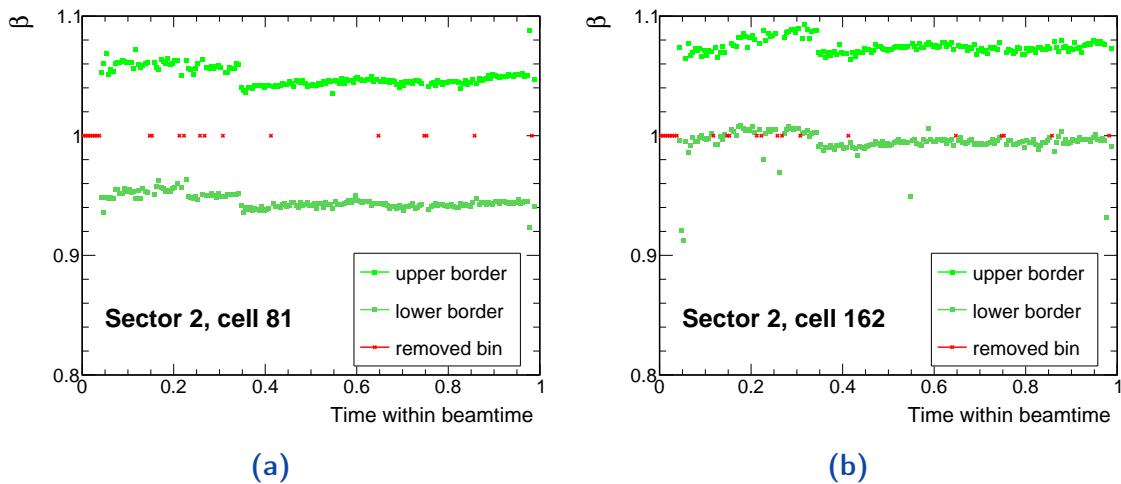 β
1.1
1
0.9
0.8
upper border
lower border
removed bin
Sector 2, cell 81
0 0.2 0.4 0.6 0.8 1
Time within beamtime
(a)
β
1.1
1
0.9
0.8
upper border
lower border
removed bin
Sector 2, cell 162
0 0.2 0.4 0.6 0.8 1
Time within beamtime
(b)